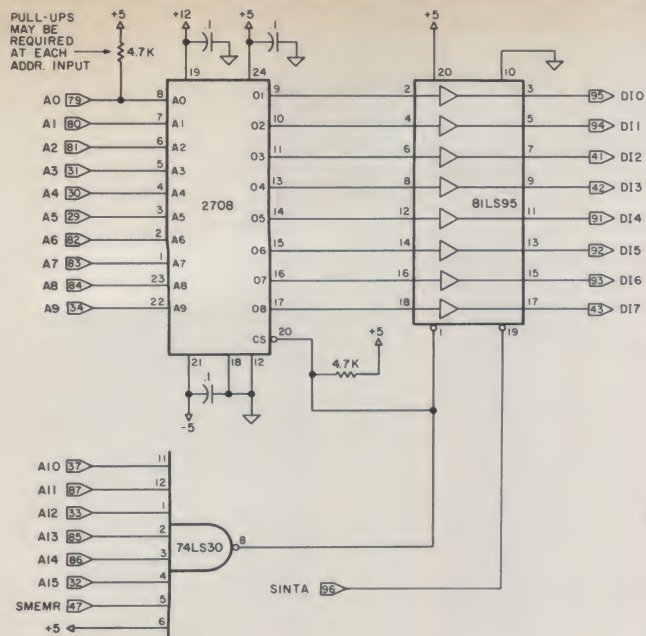 PULL-UPS
MAY BE
REQUIRED
AT EACH
ADDR. INPUT
+5
4.7K
+12
.1
+5
.1
+5
19
24
20
10
A0 79 8 A0
A1 80 7 A1
A2 81 6 A2
A3 31 5 A3
A4 30 4 A4
A5 29 3 A5
A6 82 2 A6
A7 83 1 A7
A8 84 23 A8
A9 34 22 A9
2708
O1 9
O2 10
O3 11
O4 13
O5 14
O6 15
O7 16
O8 17
CS 20
2 3 95 DI0
4 5 94 DI1
6 7 41 DI2
8 9 42 DI3
81LS95
12 11 91 DI4
14 13 92 DI5
16 15 93 DI6
18 17 43 DI7
1 19
21 18 12
.1
-5
+5
4.7K
A10 37 11
A11 87 12
A12 33 1
A13 85 2
A14 86 3
A15 32 4
SMEMR 47 5
+5 6
74LS30
8
SINTA 96